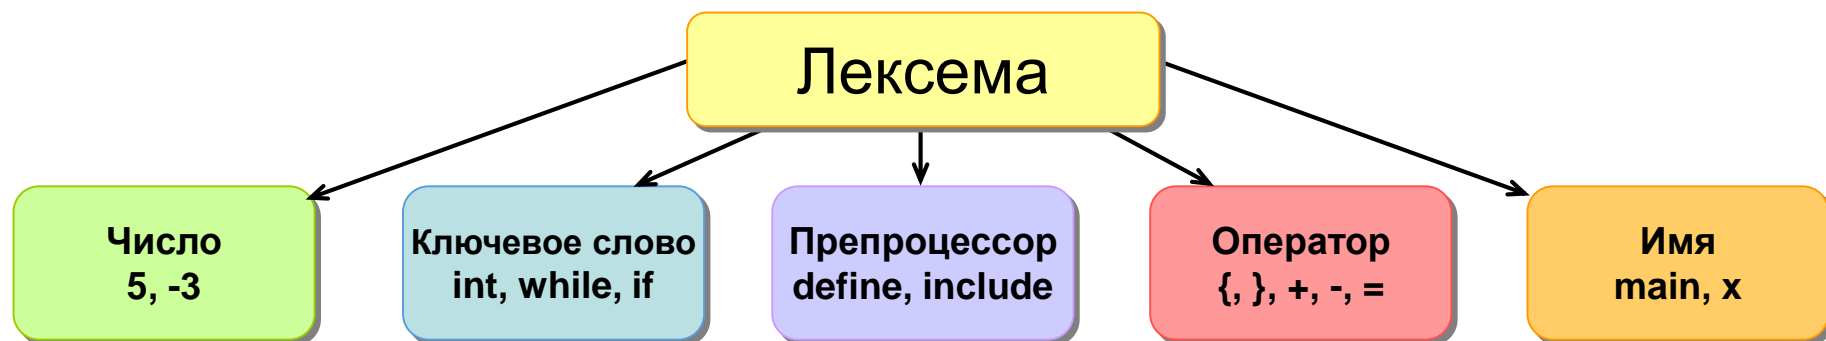 Лексема
Число
5, -3
Ключевое слово
int, while, if
Препроцессор
define, include
Оператор
{, }, +, -, =
Имя
main, x